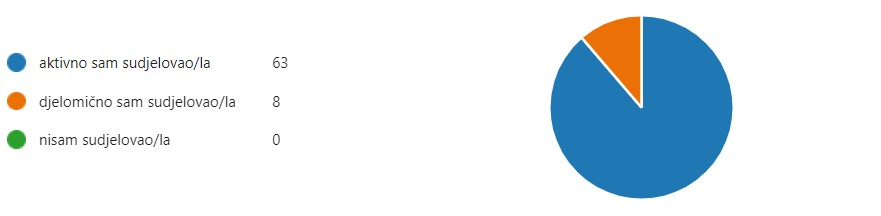 aktivno sam sudjelovao/la 63
djelomično sam sudjelovao/la 8
nisam sudjelovao/la 0